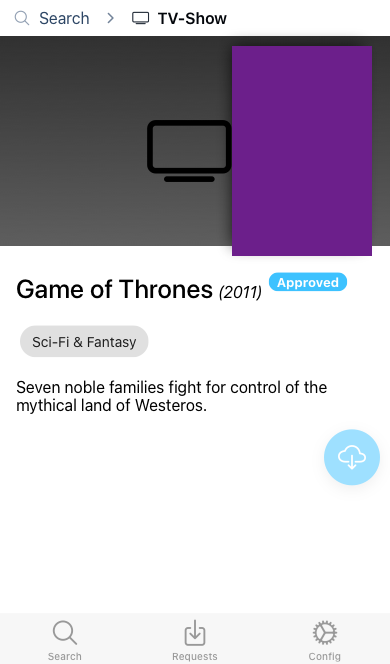 Search
TV-Show
Game of Thrones (2011) Approved
Sci-Fi & Fantasy
Seven noble families fight for control of the
mythical land of Westeros.
Search
Requests
Config